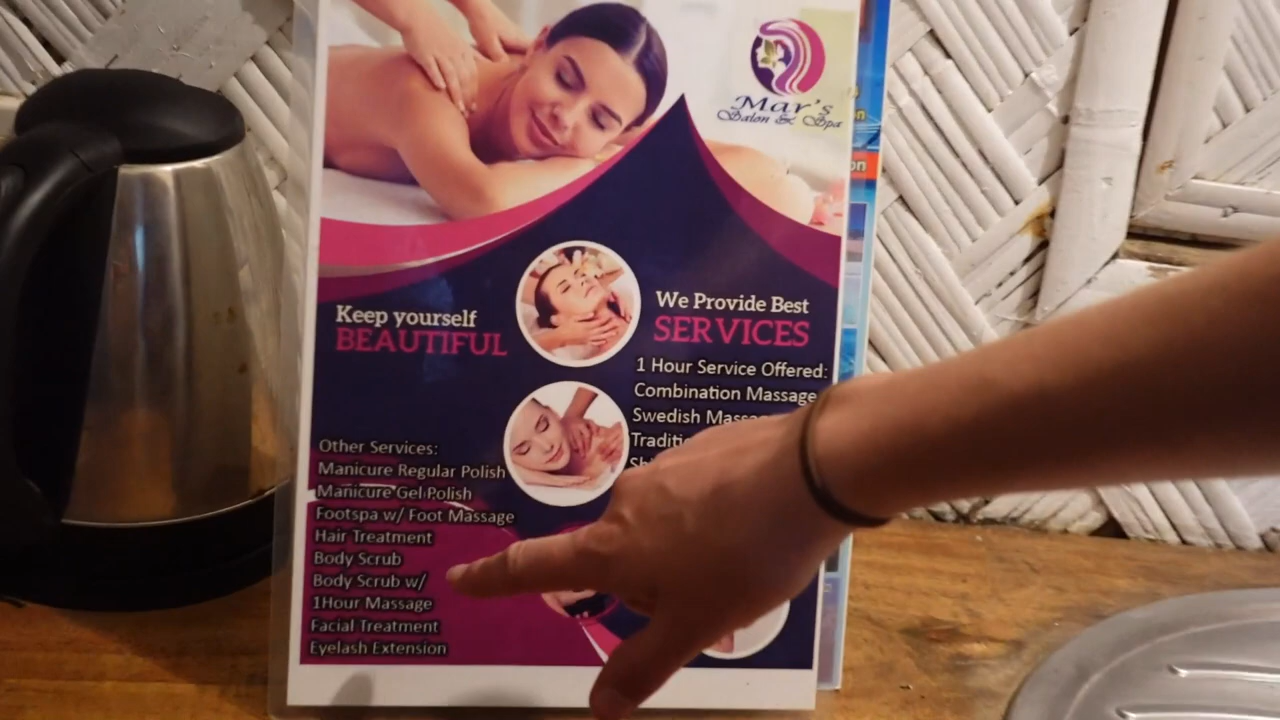 Mar's
Salon & Spa
on
Keep yourself
BEAUTIFUL
We Provide Best
SERVICES
1 Hour Service Offered:
Combination Massage
Swedish
Other Services:
Manicure Regular Polish
Manicure Gel Polish
Footspa w/ Foot Massage
Hair Treatment
Body Scrub
Body Scrub w/
1Hour Massage
Facial Treatment
Eyelash Extension